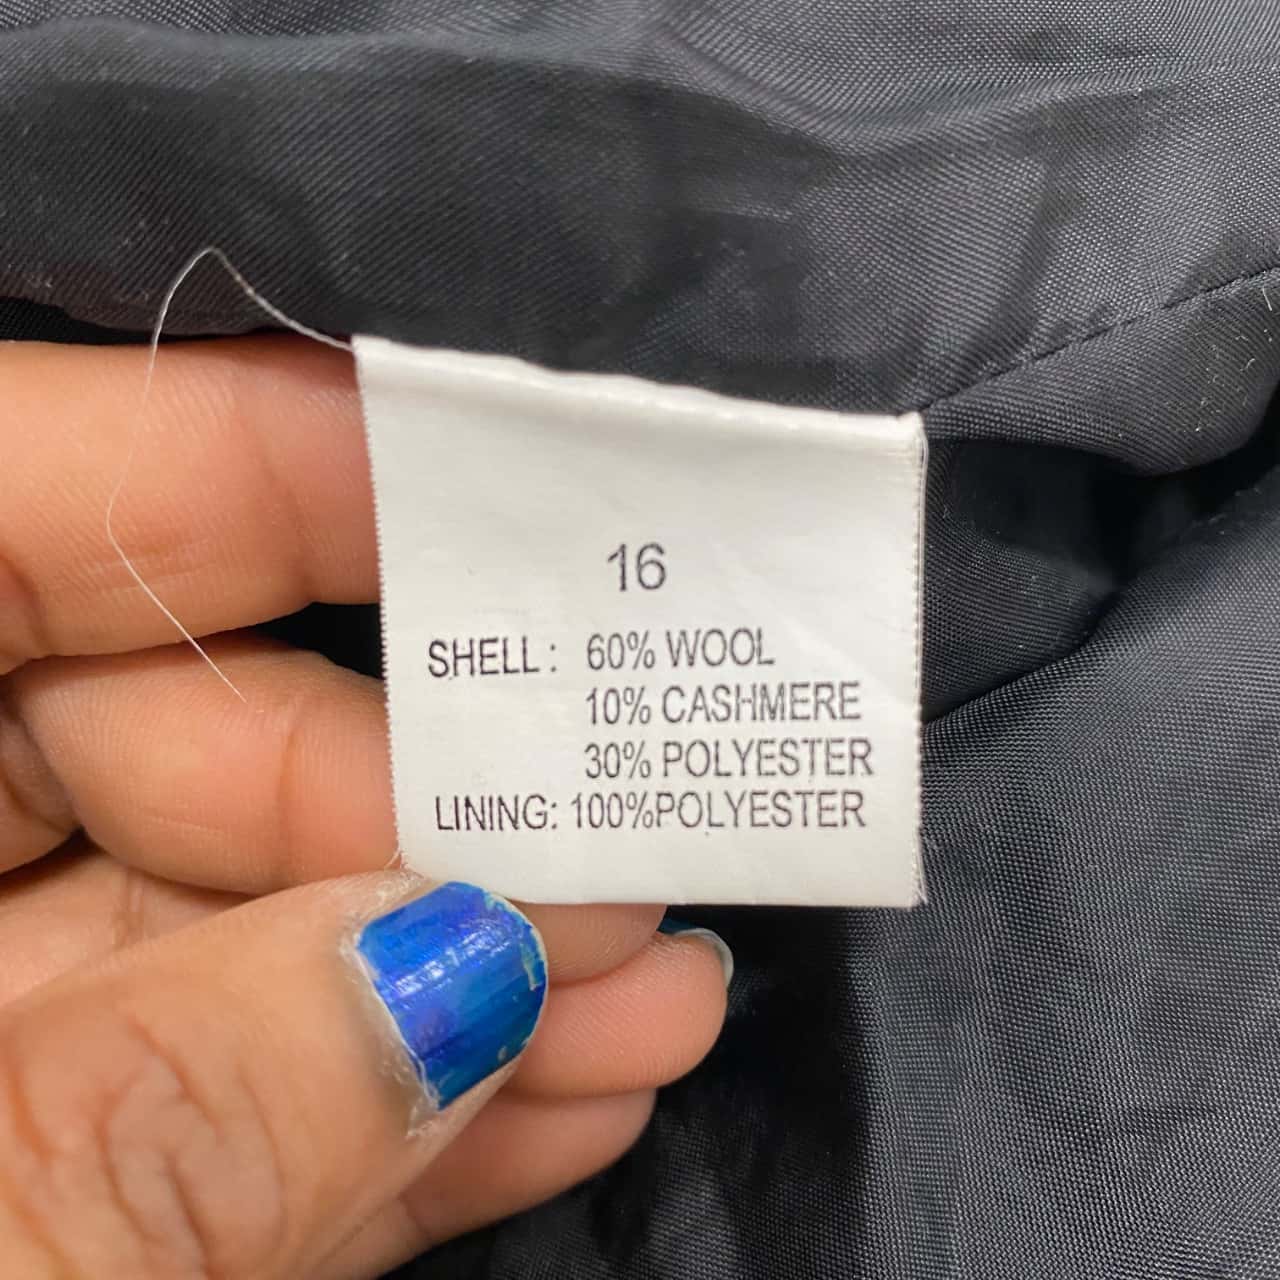 16
SHELL: 60% WOOL
10% CASHMERE
30% POLYESTER
LINING: 100%POLYESTER